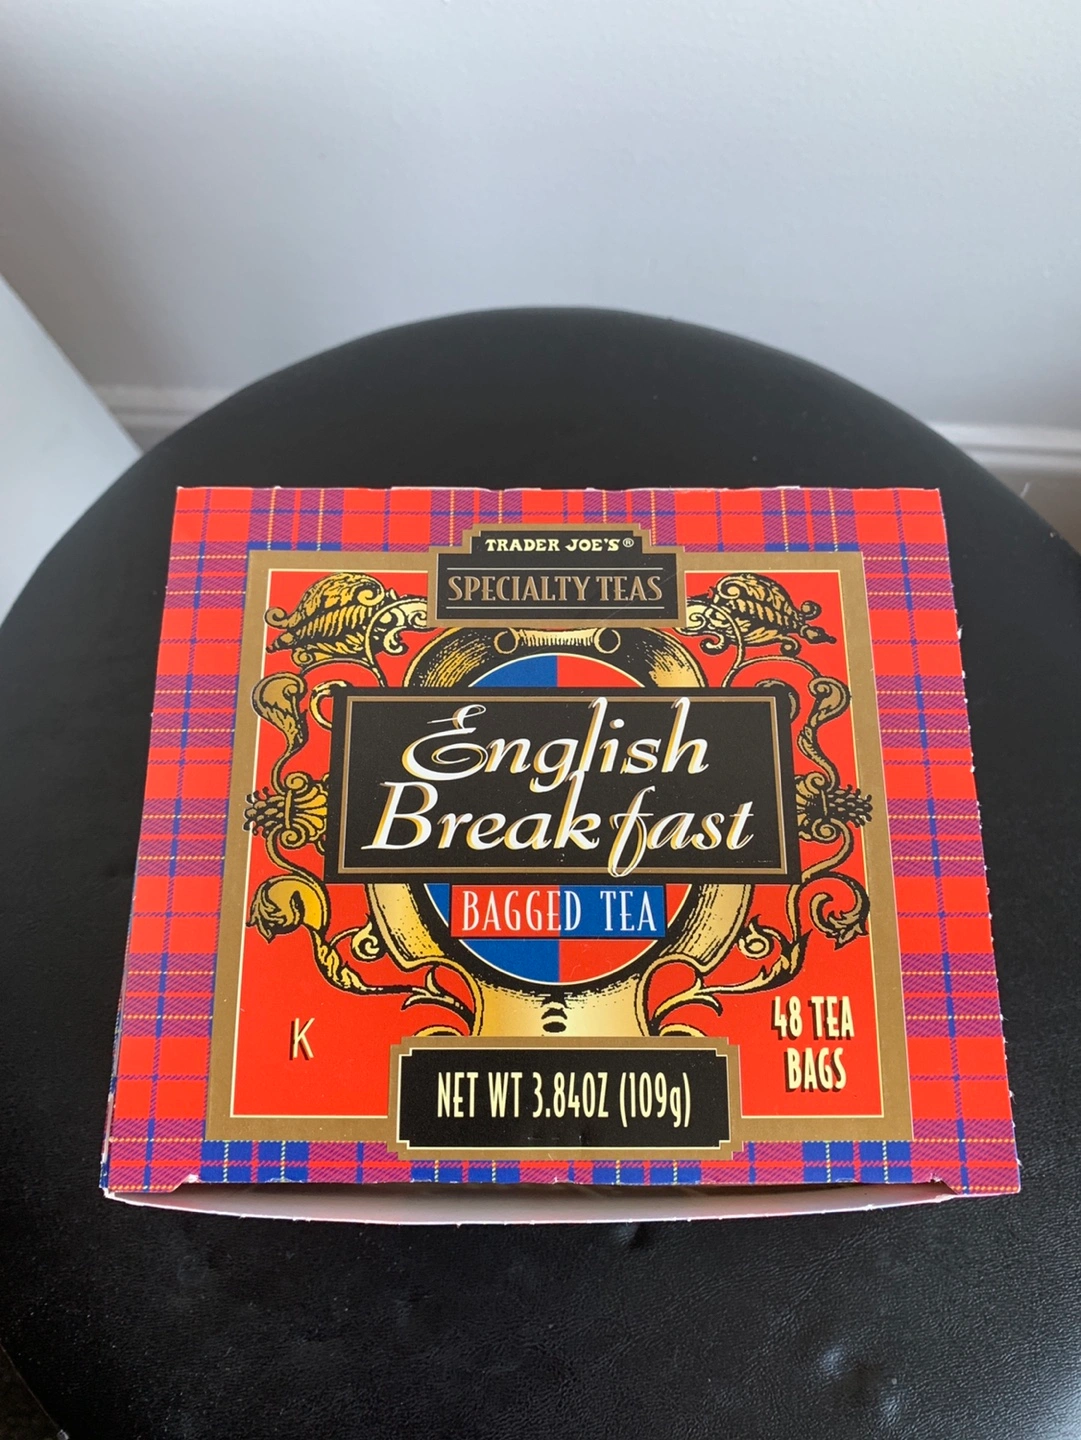 TRADER JOE'S®
SPECIALTY TEAS
English
Breakfast
BAGGED TEA
K
48 TEA
BAGS
NET WT 3.84OZ (109g)